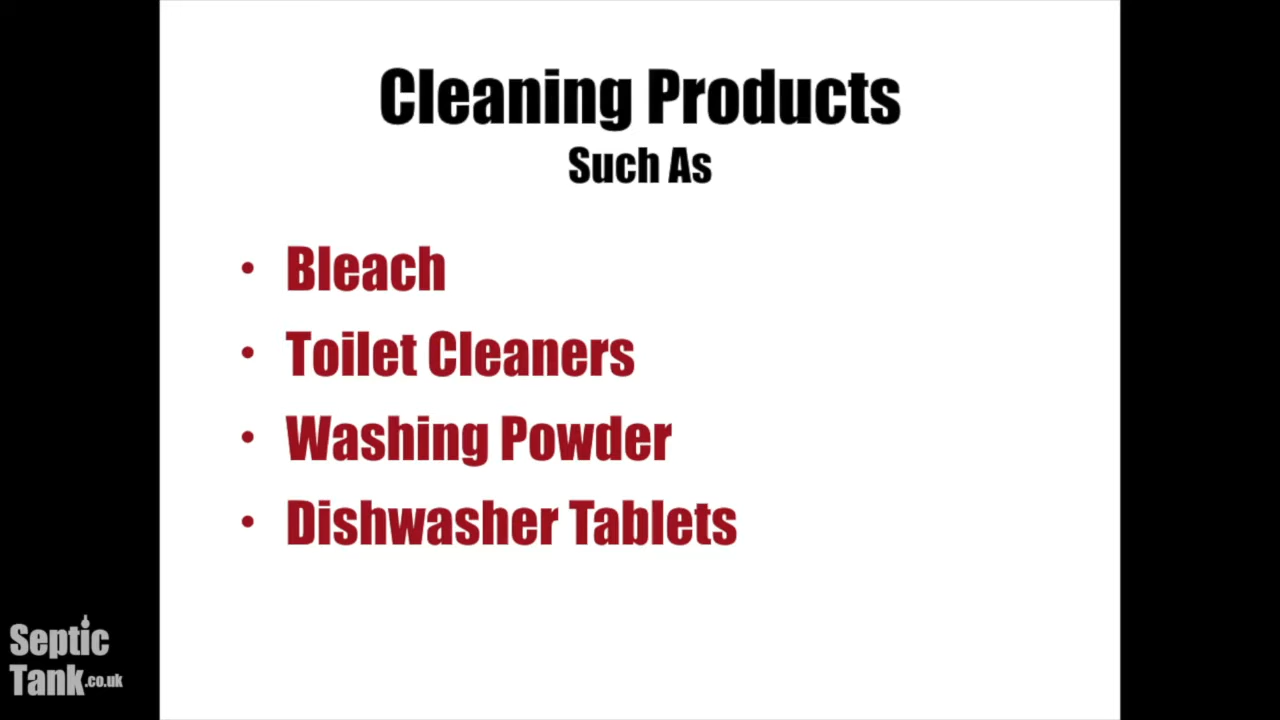 Cleaning Products
Such As
• Bleach
• Toilet Cleaners
• Washing Powder
• Dishwasher Tablets
Septic
Tank.co.uk